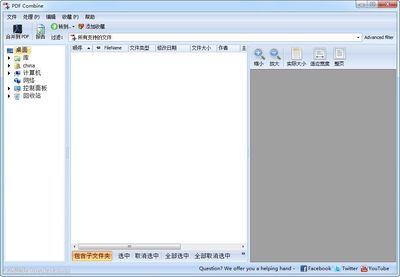 PDF Combine
文件 处理(P) 编辑 收藏(F) 帮助
合并到 PDF 报告 转到.. 添加收藏
过滤: 所有支持的文件 Advanced filter
桌面
库
china
计算机
网络
控制面板
回收站
顺序 FileName 文件类型 修改日期 文件大小 作者 主
缩小 放大 实际大小 适应宽度 整页
包含子文件夹 选中 取消选中 全部选中 全部取消选中
Question? We offer you a helping hand - Facebook Twitter YouTube